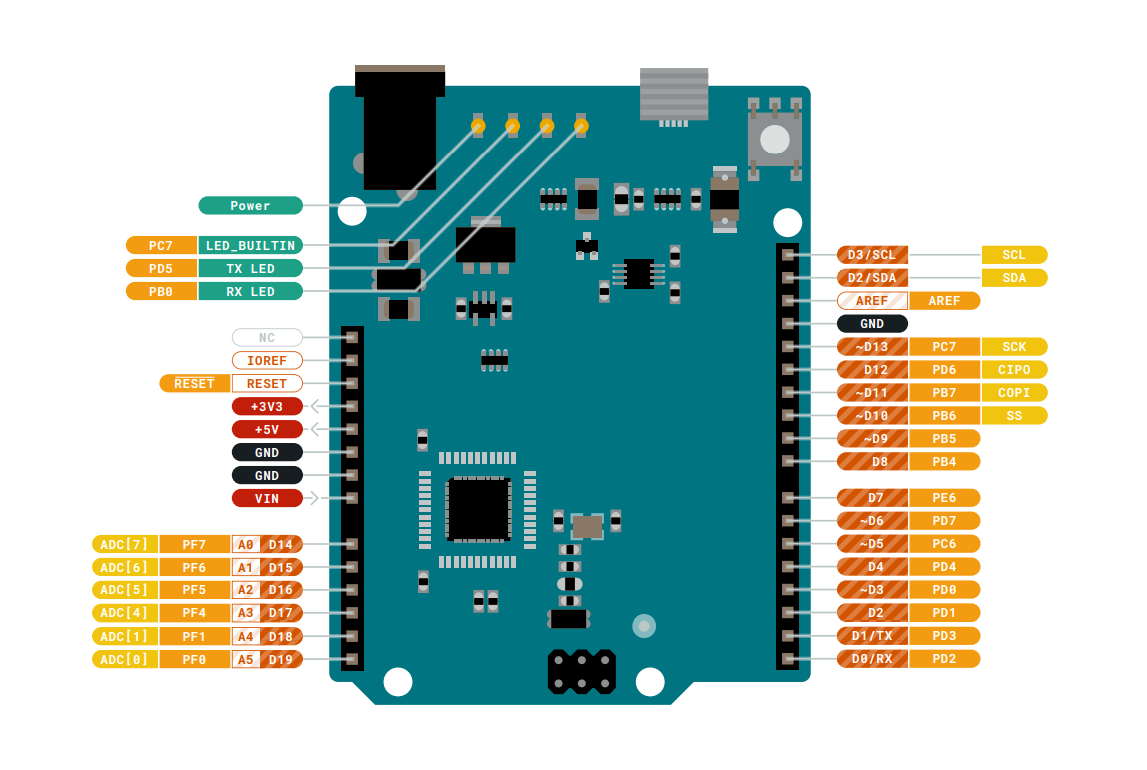 Power
PC7 LED_BUILTIN
PD5 TX LED
PB0 RX LED
NC
IOREF
RESET RESET
+3V3
+5V
GND
GND
VIN
ADC[7] PF7 A0 D14
ADC[6] PF6 A1 D15
ADC[5] PF5 A2 D16
ADC[4] PF4 A3 D17
ADC[1] PF1 A4 D18
ADC[0] PF0 A5 D19
D3/SCL SCL
D2/SDA SDA
AREF AREF
GND
~D13 PC7 SCK
D12 PD6 CIPO
~D11 PB7 COPI
~D10 PB6 SS
~D9 PB5
D8 PB4
D7 PE6
~D6 PD7
~D5 PC6
D4 PD4
~D3 PD0
D2 PD1
D1/TX PD3
D0/RX PD2